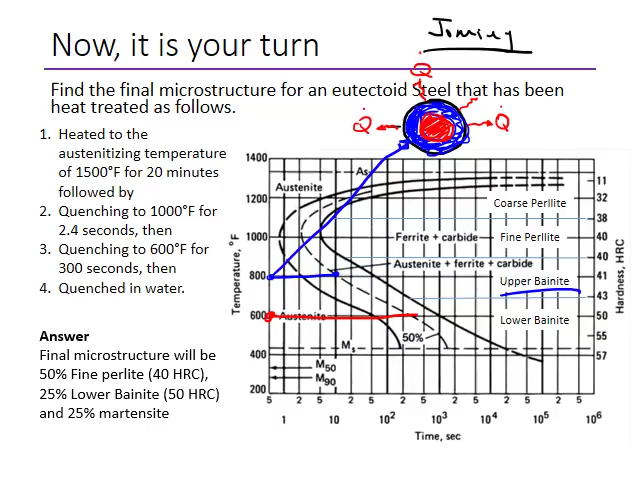 Now, it is your turn
Jominy
Find the final microstructure for an eutectoid Steel that has been
heat treated as follows.
Q
Q
Q
1. Heated to the
austenitizing temperature
of 1500°F for 20 minutes
followed by
2. Quenching to 1000°F for
2.4 seconds, then
3. Quenching to 600°F for
300 seconds, then
4. Quenched in water.
Answer
Final microstructure will be
50% Fine perlite (40 HRC),
25% Lower Bainite (50 HRC)
and 25% martensite
Temperature, °F
1400
1200
1000
800
600
400
200
Austenite
As
Ferrite + carbide
Austenite + ferrite + carbide
Austenite
50%
Ms
M50
M90
Coarse Perllite
Fine Perllite
Upper Bainite
Lower Bainite
11
32
38
40
40
41
43
50
55
57
Hardness, HRC
5 2 5 2 5 2 5 2 5 2 5 2 5
1 10 10² 10³ 10⁴ 10⁵ 10⁶
Time, sec